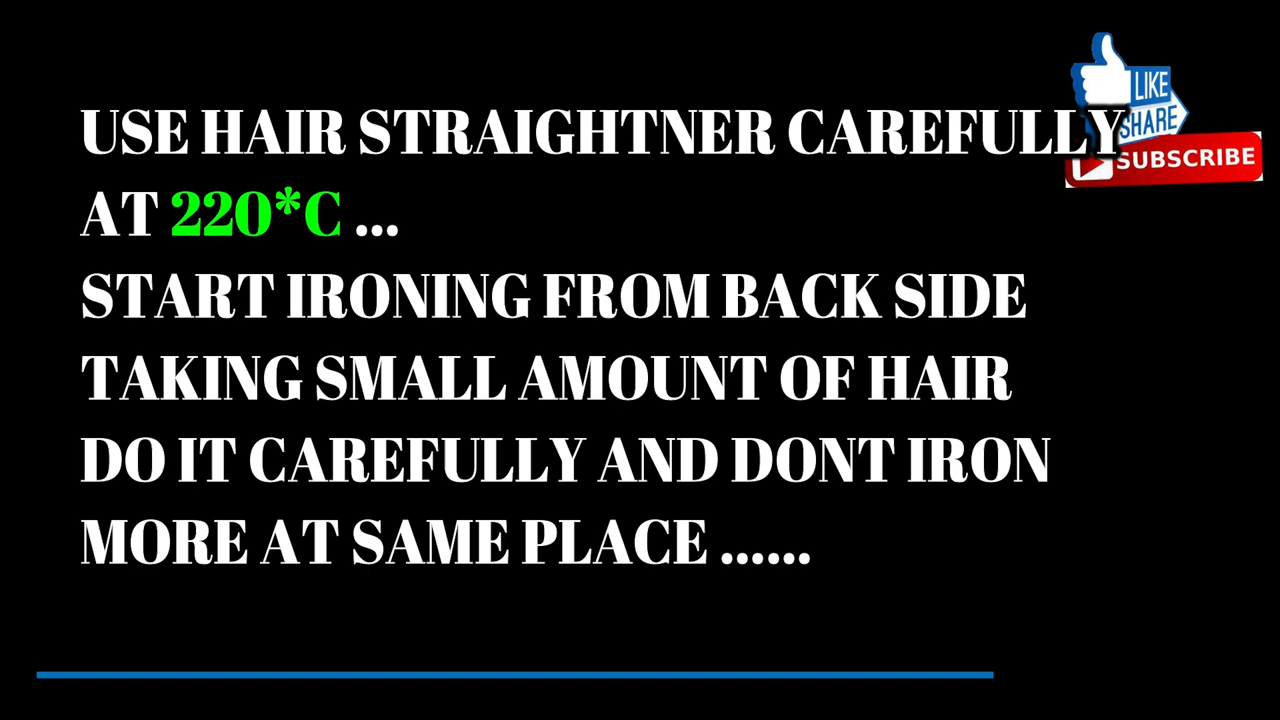 LIKE
SHARE
SUBSCRIBE
USE HAIR STRAIGHTNER CAREFULLY
AT 220*C ...
START IRONING FROM BACK SIDE
TAKING SMALL AMOUNT OF HAIR
DO IT CAREFULLY AND DONT IRON
MORE AT SAME PLACE ......